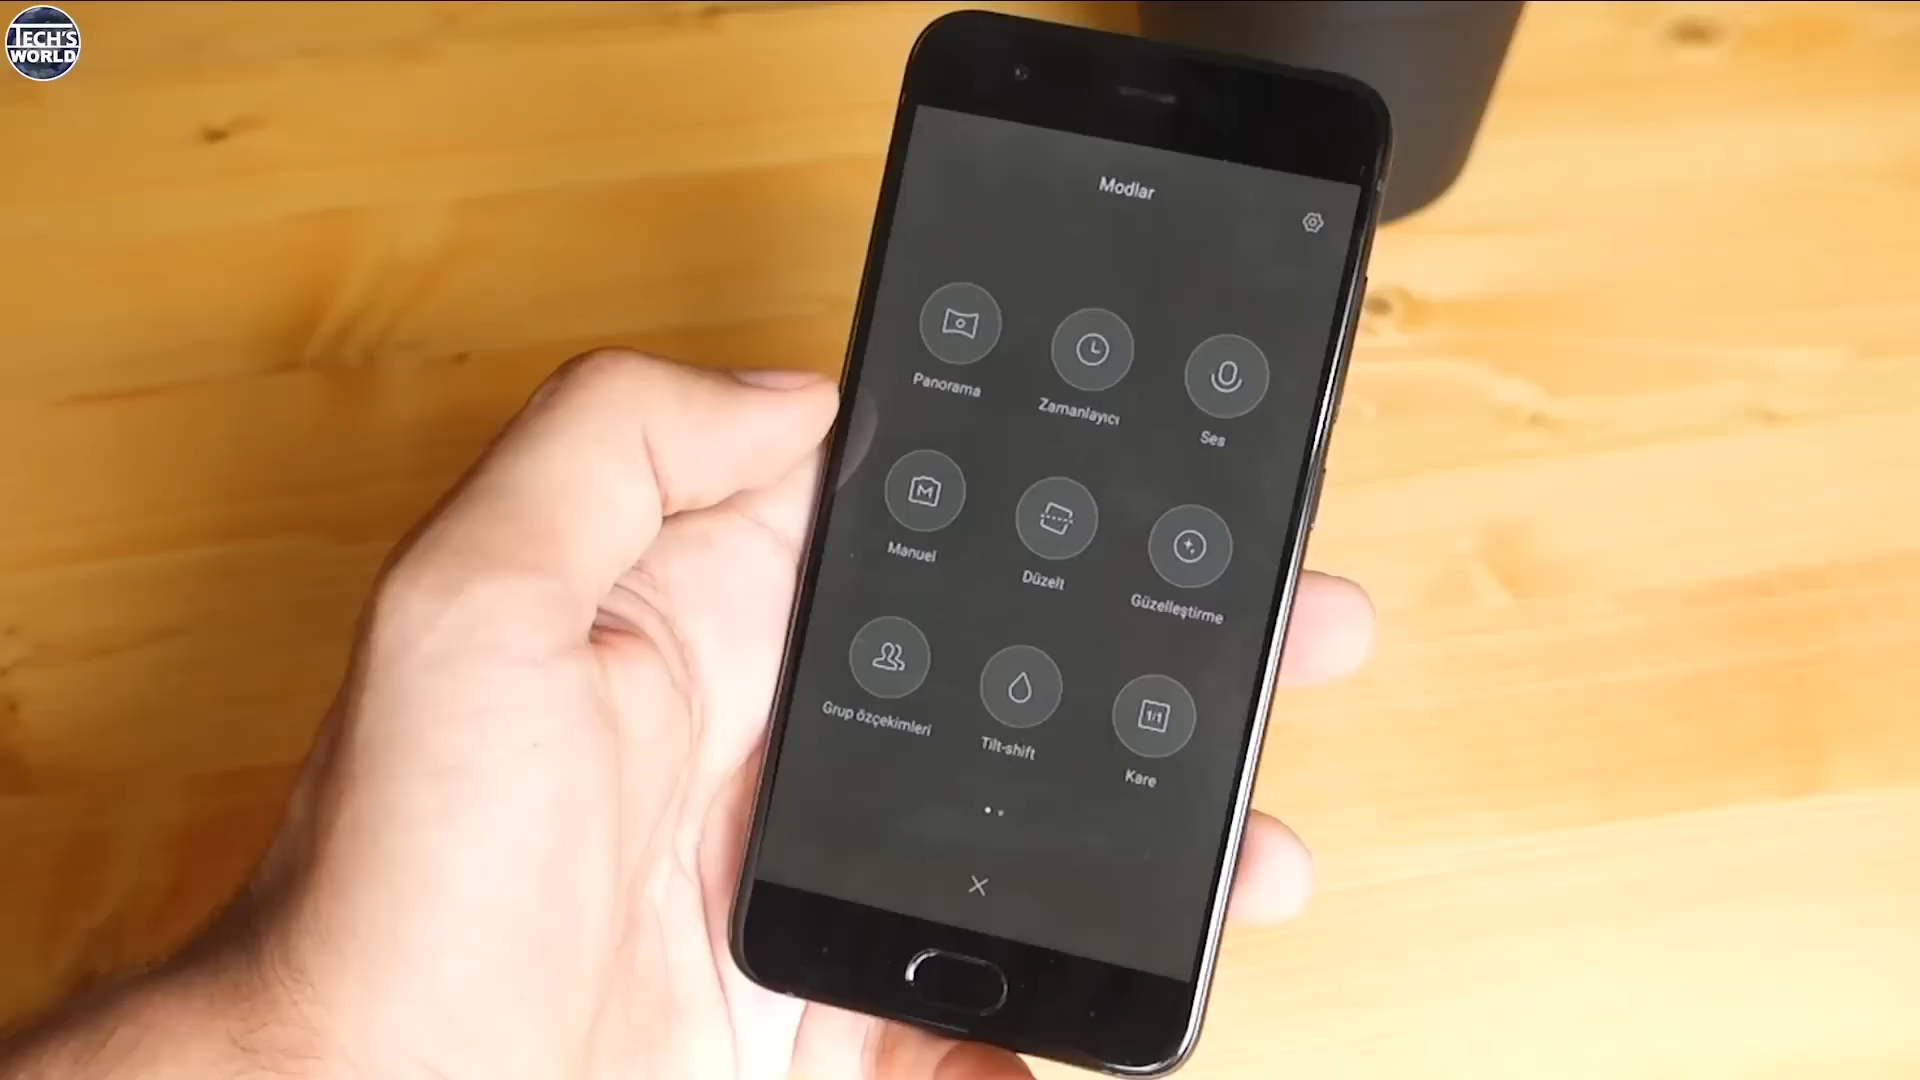 TECH'S
WORLD
Modlar
Panorama
Zamanlayıcı
Ses
M
Manuel
Düzelt
Güzelleştirme
Grup özçekimleri
Tilt-shift
1:1
Kare